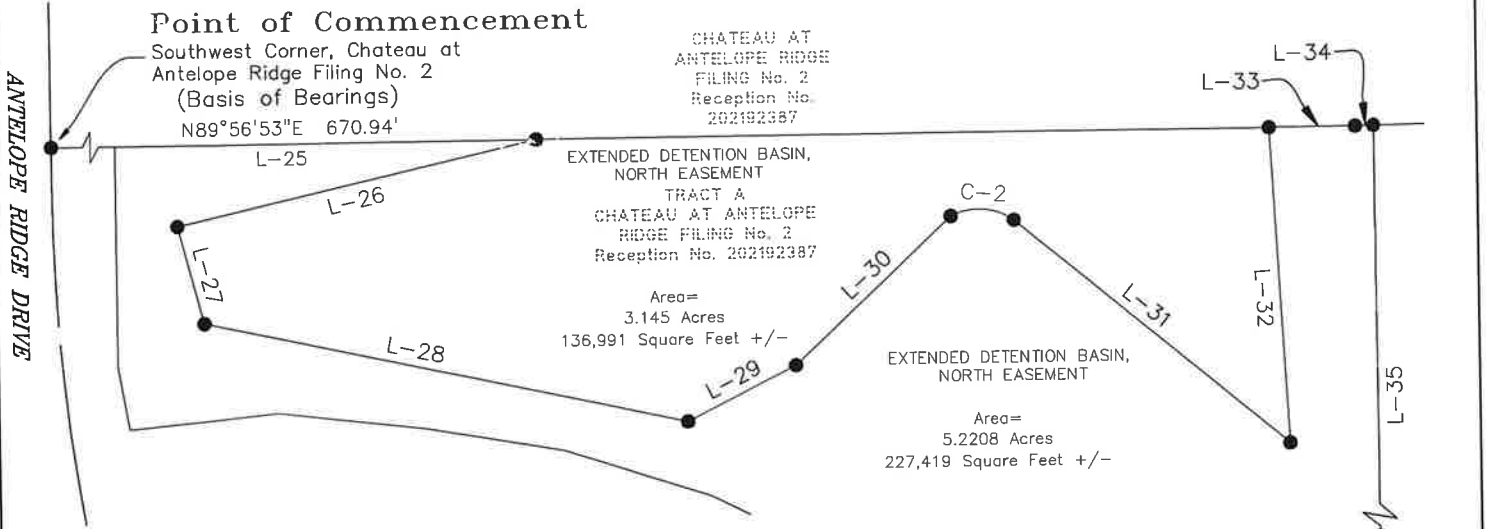 Point of Commencement
Southwest Corner, Chateau at
Antelope Ridge Filing No. 2
(Basis of Bearings)
N89°56'53"E 670.94'
ANTELOPE RIDGE DRIVE
CHATEAU AT
ANTELOPE RIDGE
FILING No. 2
Reception No.
202192387
L-34
L-33
L-25
L-26
L-27
L-28
EXTENDED DETENTION BASIN,
NORTH EASEMENT
TRACT A
CHATEAU AT ANTELOPE
RIDGE FILING No. 2
Reception No. 202192387
Area=
3.145 Acres
136,991 Square Feet +/-
L-29
L-30
C-2
L-31
L-32
L-35
EXTENDED DETENTION BASIN,
NORTH EASEMENT
Area=
5.2208 Acres
227,419 Square Feet +/-